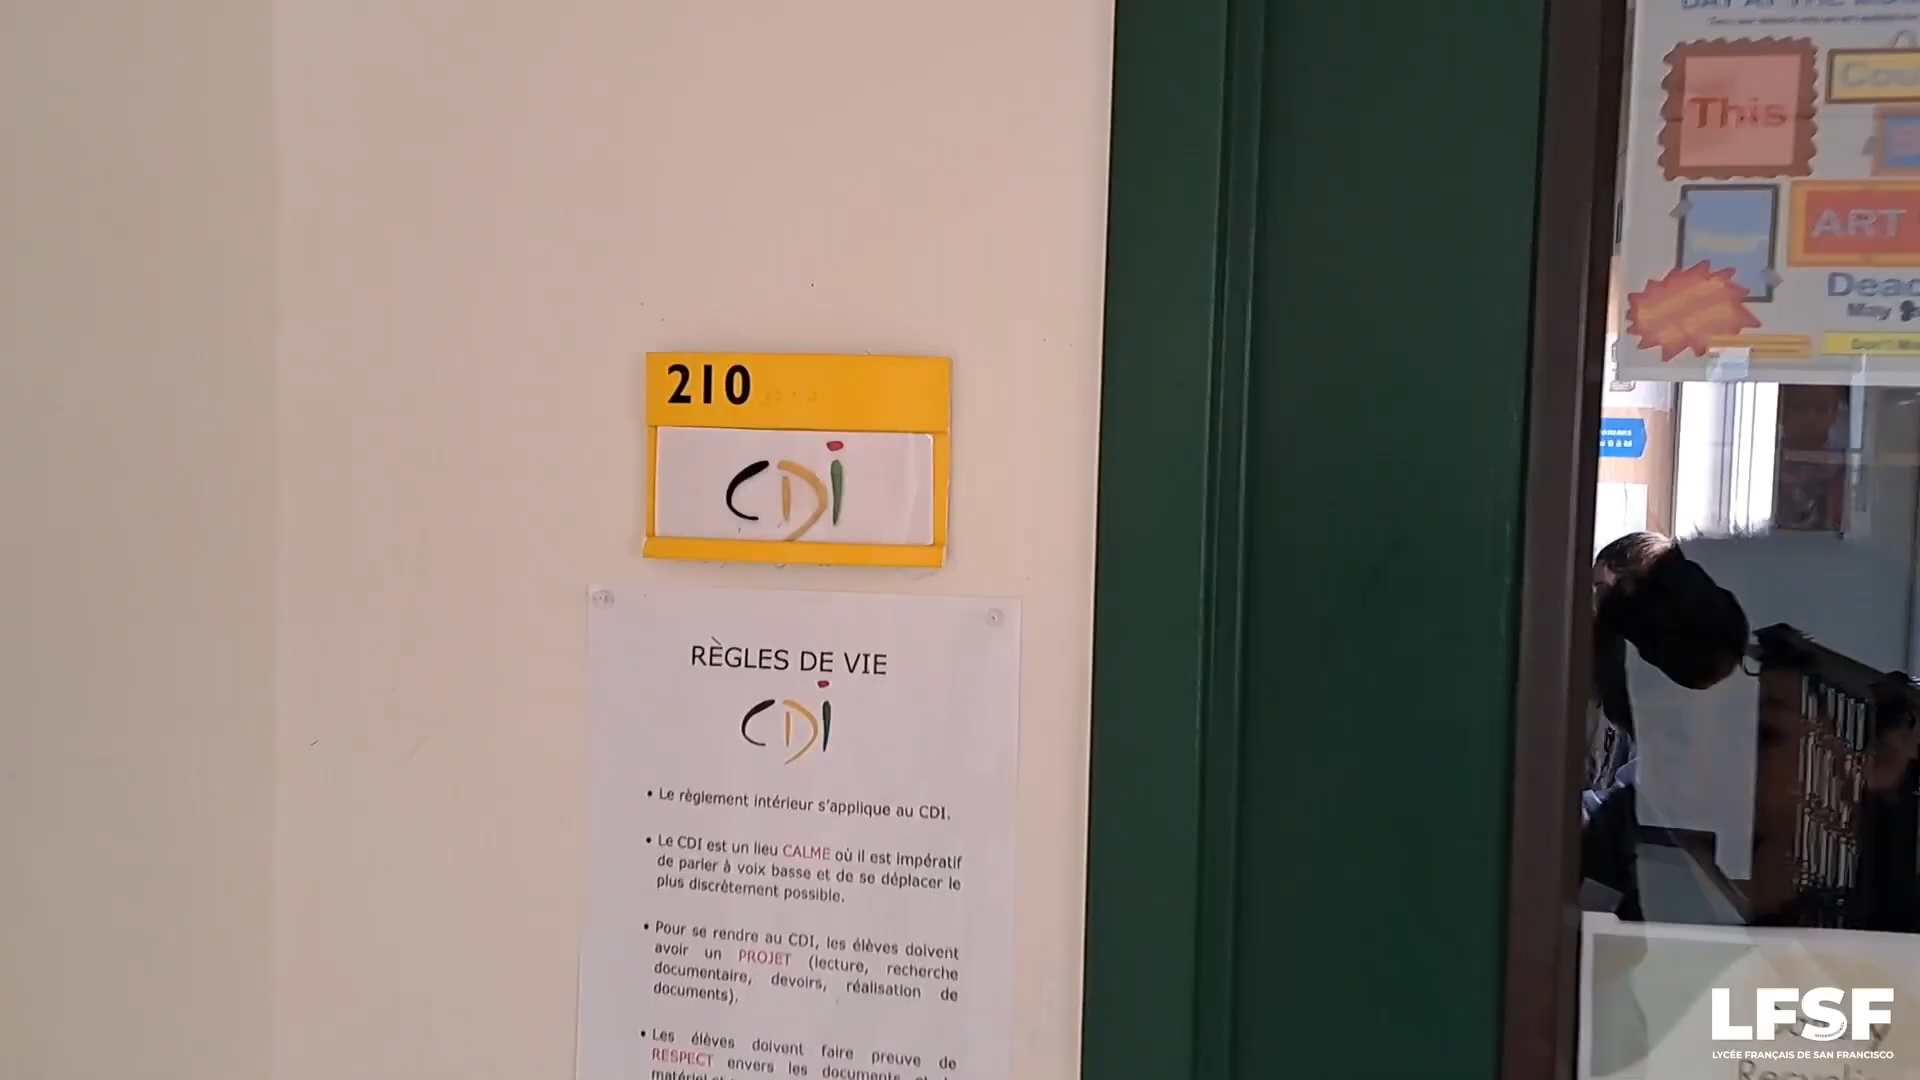 210
CDI
RÈGLES DE VIE
CDI
• Le règlement intérieur s'applique au CDI.
• Le CDI est un lieu CALME où il est impératif
de parler à voix basse et de se déplacer le
plus discrètement possible.
• Pour se rendre au CDI, les élèves doivent
avoir un PROJET (lecture, recherche
documentaire, devoirs, réalisation de
documents).
• Les élèves doivent faire preuve de
RESPECT envers les documents
This
ART
May
LFSF
LYCÉE FRANÇAIS DE SAN FRANCISCO